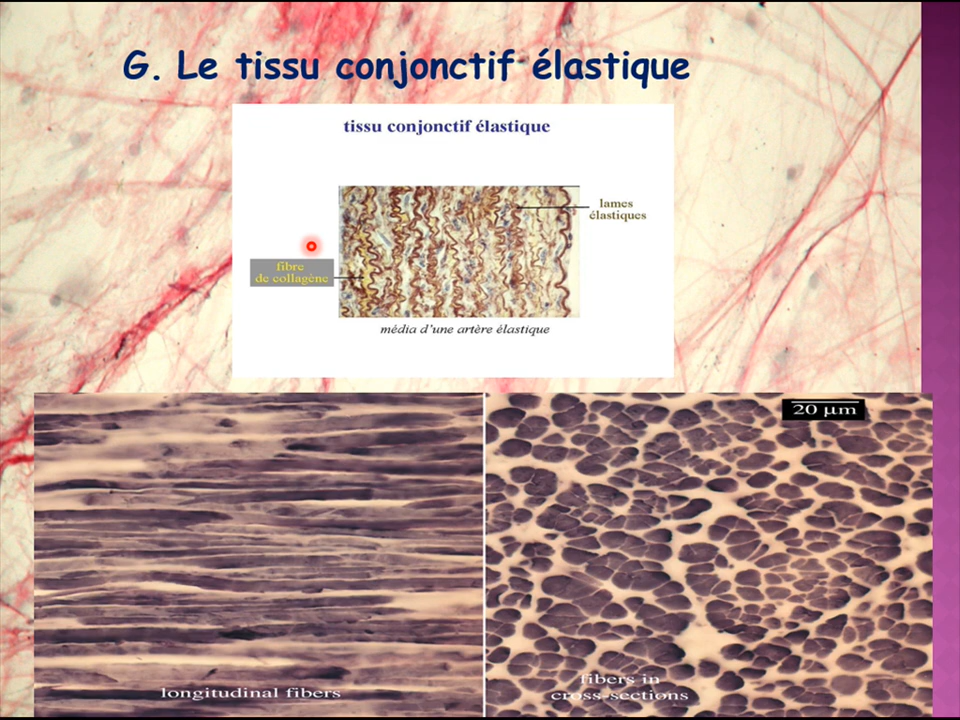 G. Le tissu conjonctif élastique
tissu conjonctif élastique
lames
élastiques
fibre
de collagène
média d'une artère élastique
20 µm
longitudinal fibers
fibers in
cross-sections